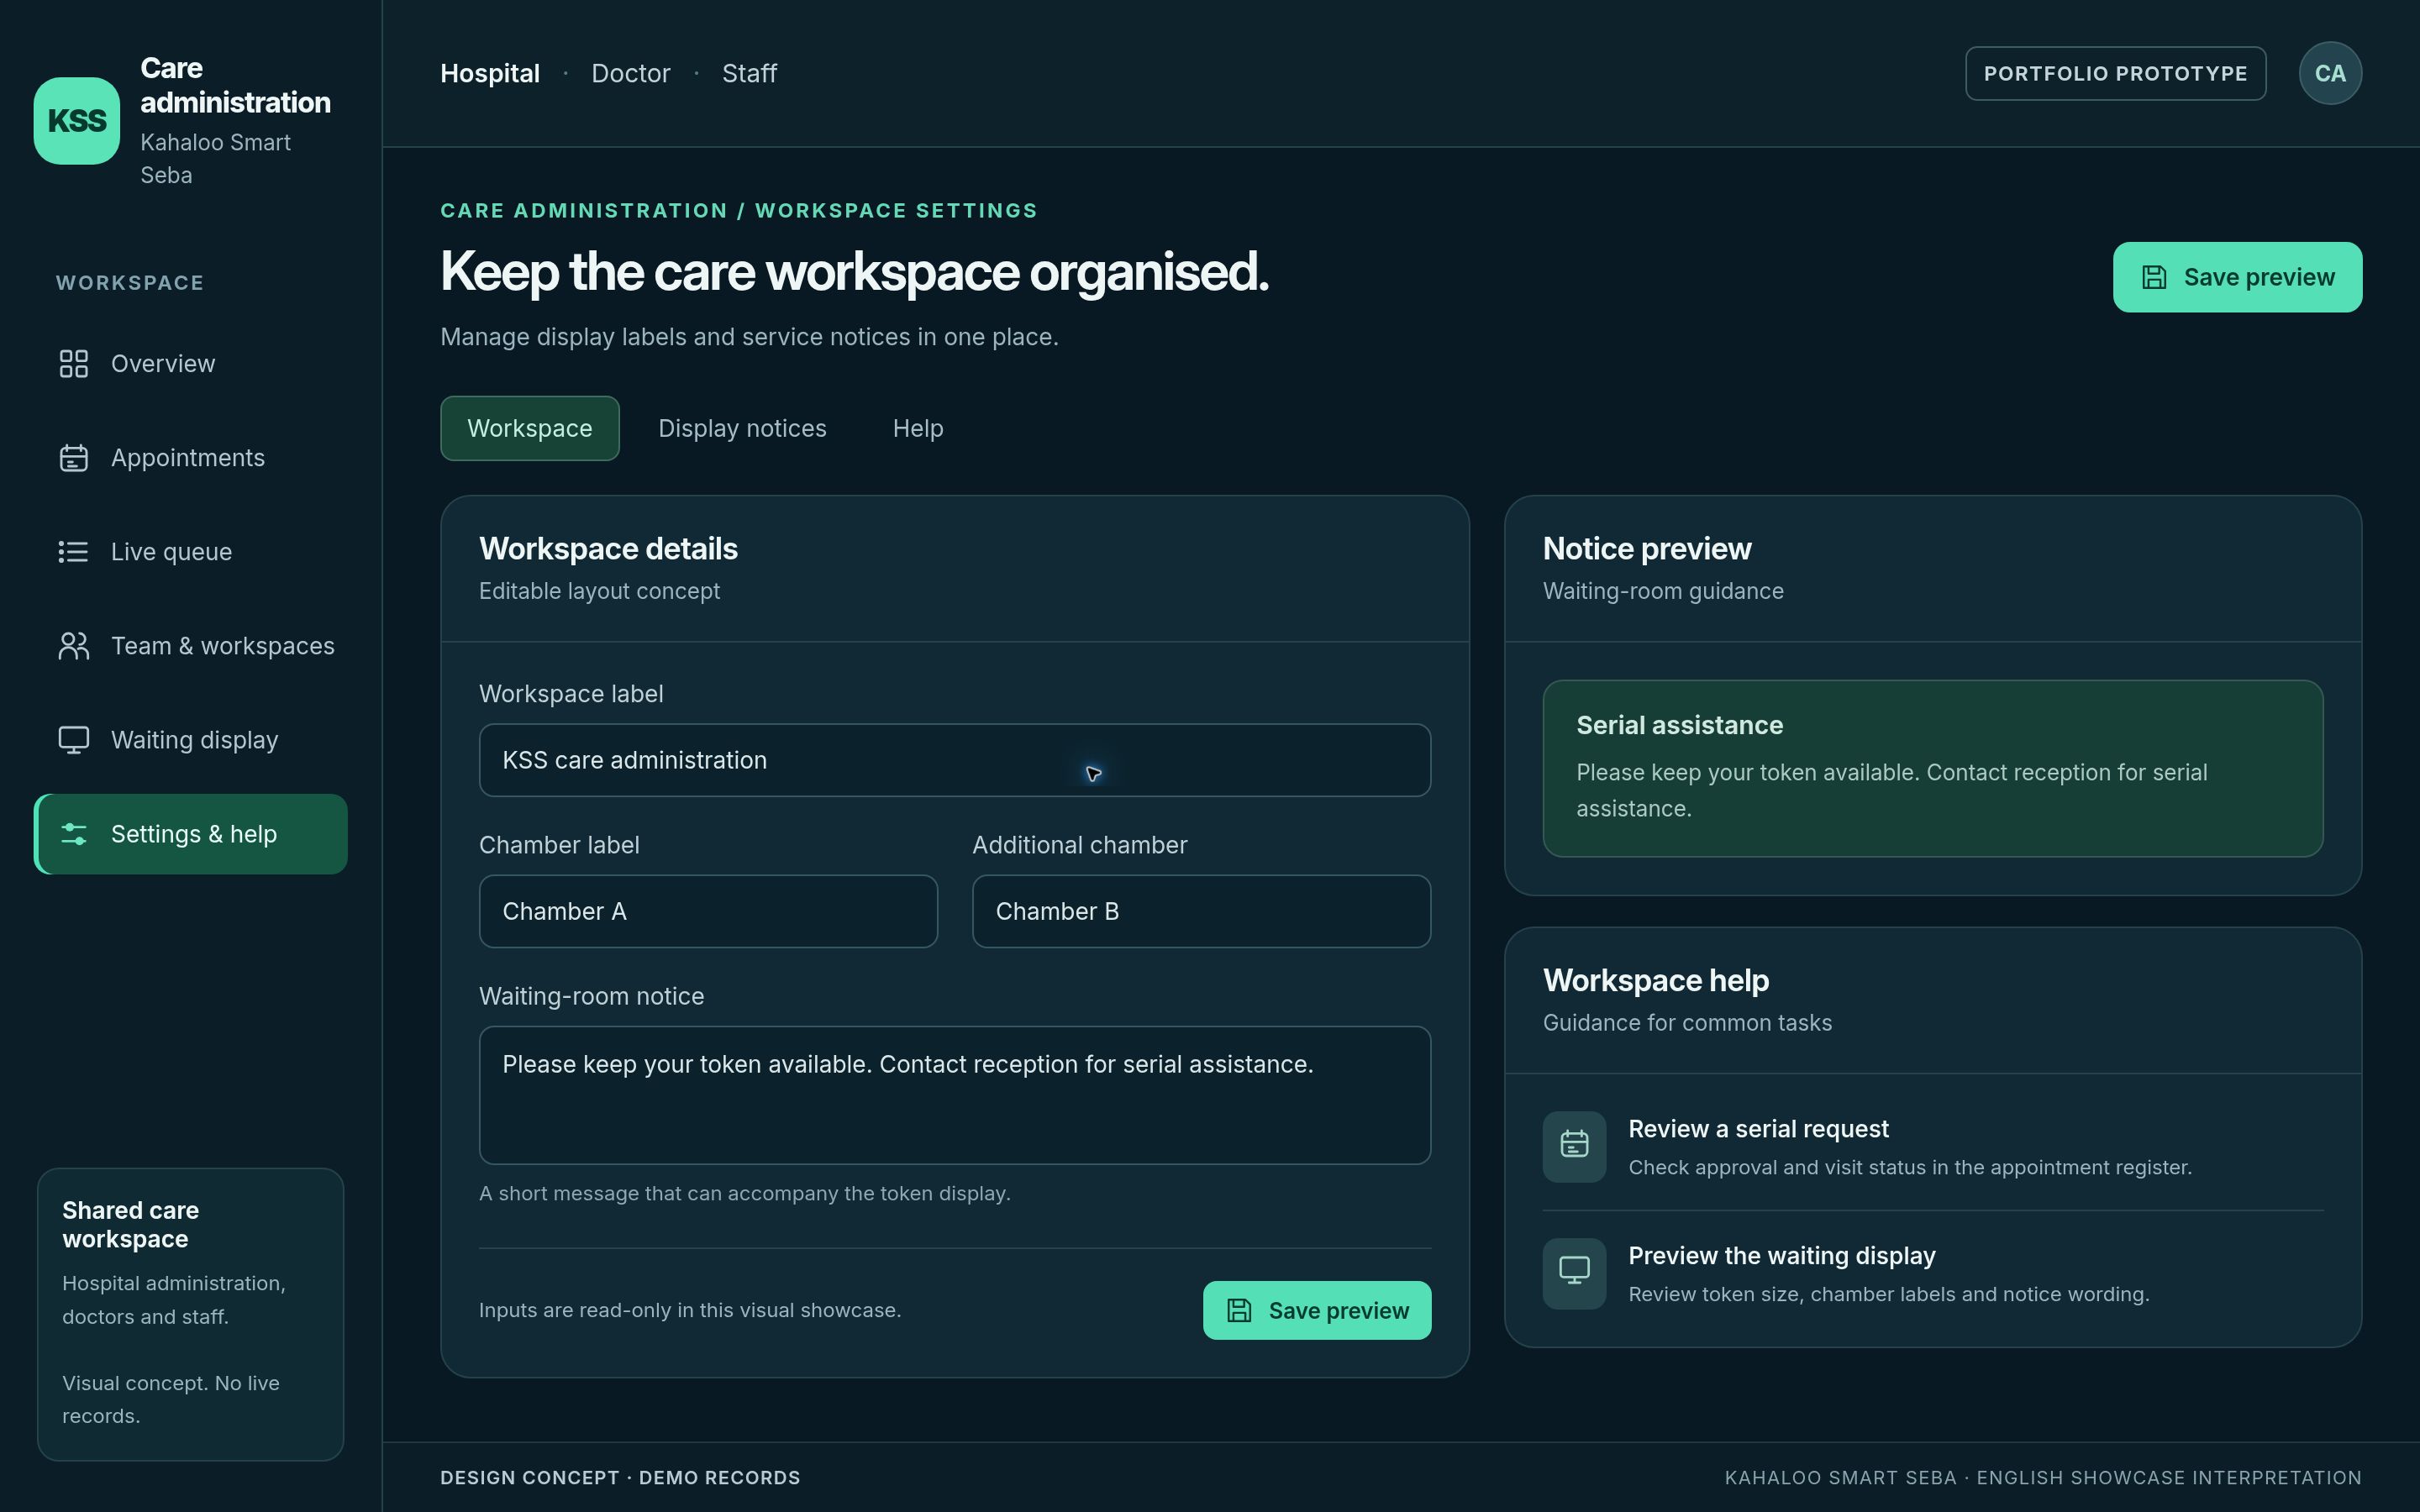 KSS
Care
administration
Kahaloo Smart
Seba
WORKSPACE
Overview
Appointments
Live queue
Team & workspaces
Waiting display
Settings & help
Shared care
workspace
Hospital administration,
doctors and staff.
Visual concept. No live
records.
Hospital · Doctor · Staff
PORTFOLIO PROTOTYPE
CA
CARE ADMINISTRATION / WORKSPACE SETTINGS
Keep the care workspace organised.
Manage display labels and service notices in one place.
Save preview
Workspace
Display notices
Help
Workspace details
Editable layout concept
Workspace label
KSS care administration
Chamber label
Additional chamber
Chamber A
Chamber B
Waiting-room notice
Please keep your token available. Contact reception for serial assistance.
A short message that can accompany the token display.
Inputs are read-only in this visual showcase.
Save preview
Notice preview
Waiting-room guidance
Serial assistance
Please keep your token available. Contact reception for serial
assistance.
Workspace help
Guidance for common tasks
Review a serial request
Check approval and visit status in the appointment register.
Preview the waiting display
Review token size, chamber labels and notice wording.
DESIGN CONCEPT · DEMO RECORDS
KAHALOO SMART SEBA · ENGLISH SHOWCASE INTERPRETATION